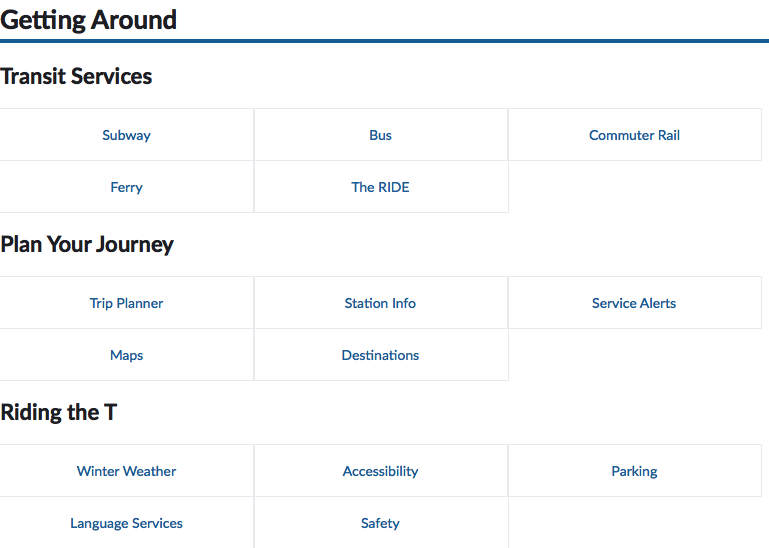 Getting Around
Transit Services
Subway Bus Commuter Rail
Ferry The RIDE
Plan Your Journey
Trip Planner Station Info Service Alerts
Maps Destinations
Riding the T
Winter Weather Accessibility Parking
Language Services Safety